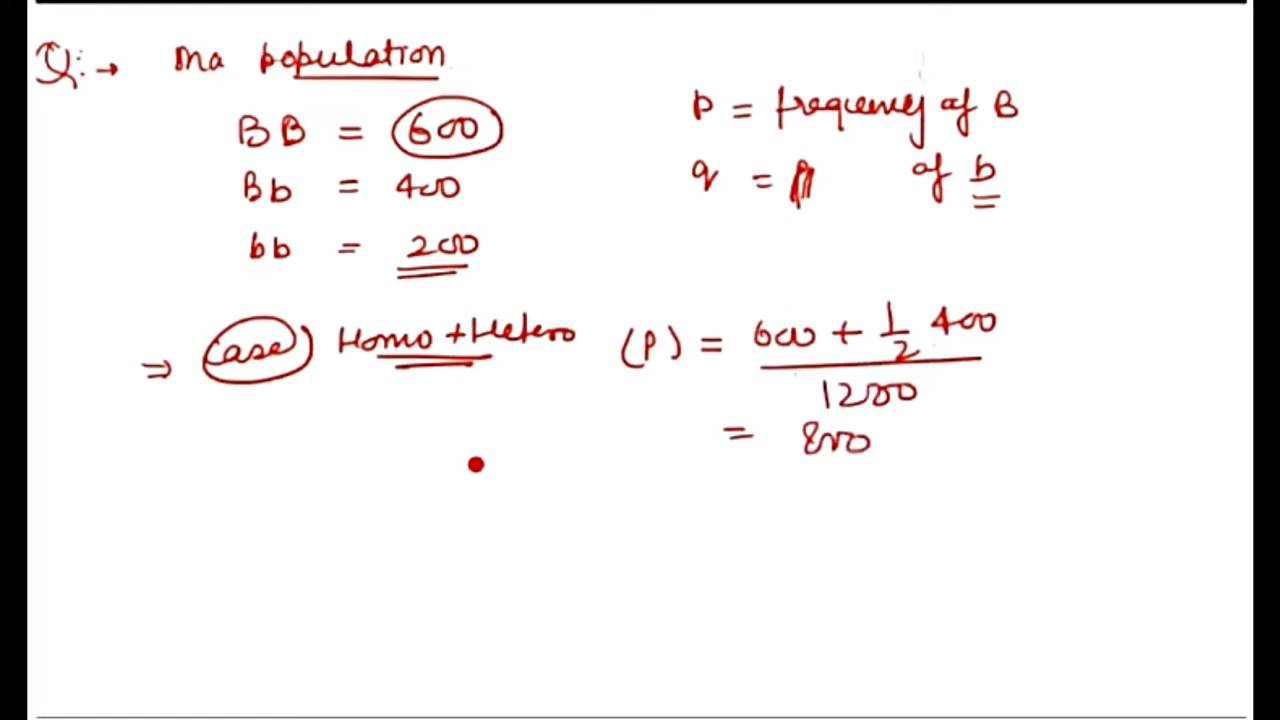 Q:→ In a population
BB = 600
Bb = 400
bb = 200
p = frequency of B
q = of b
⇒ Case) Homo + Hetero (P) = 600 + 1/2 400
1200
= 800